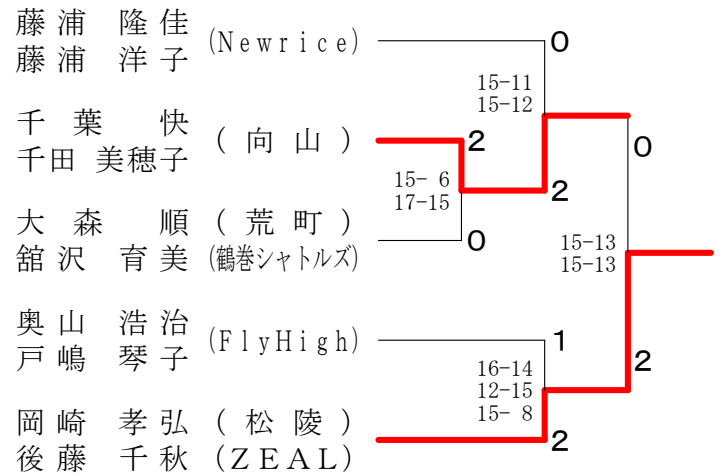 藤浦 隆佳 (Newrice)
藤浦 洋子
0
15-11
15-12
千葉 快 (向山)
千田 美穂子
2
0
15- 6
17-15
2
大森 順 (荒町)
舘沢 育美 (鶴巻シャトルズ)
0
15-13
15-13
奥山 浩治 (FlyHigh)
戸嶋 琴子
1
2
16-14
12-15
15- 8
岡崎 孝弘 (松陵)
後藤 千秋 (ZEAL)
2